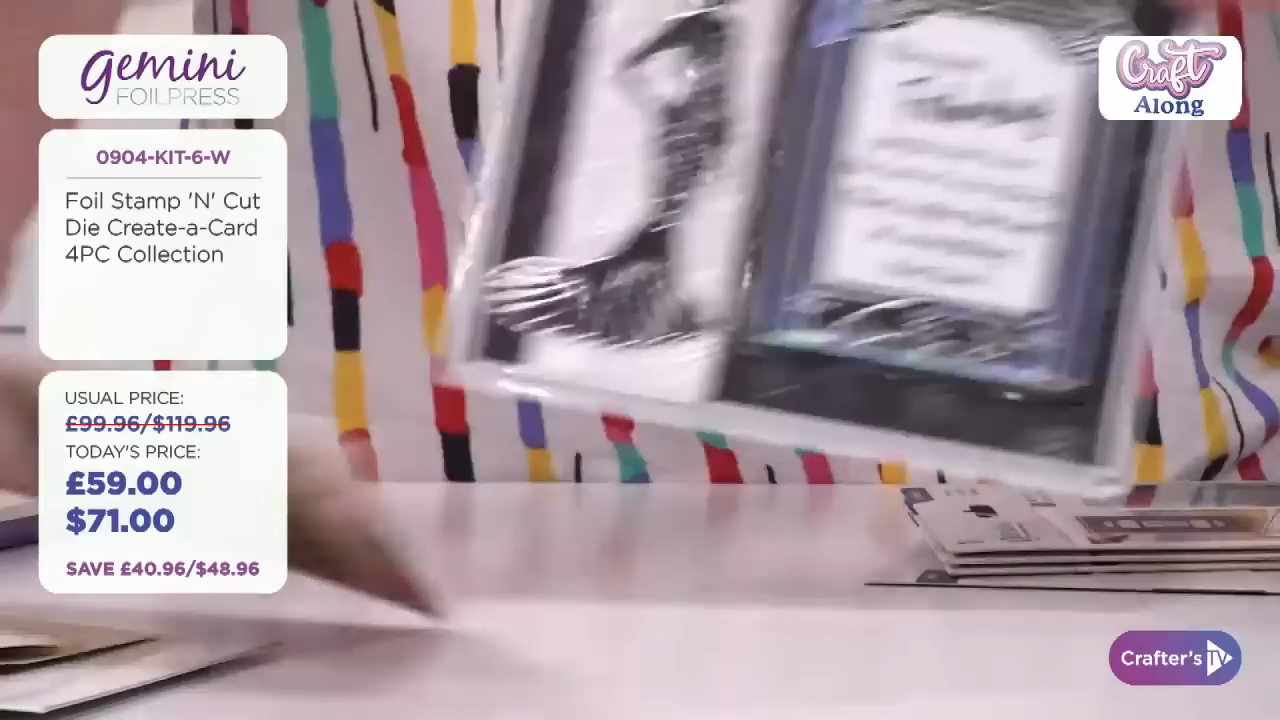 gemini
FOILPRESS
0904-KIT-6-W
Foil Stamp 'N' Cut
Die Create-a-Card
4PC Collection
USUAL PRICE:
£99.96/$119.96
TODAY'S PRICE:
£59.00
$71.00
SAVE £40.96/$48.96
Craft
Along
Crafter's TV